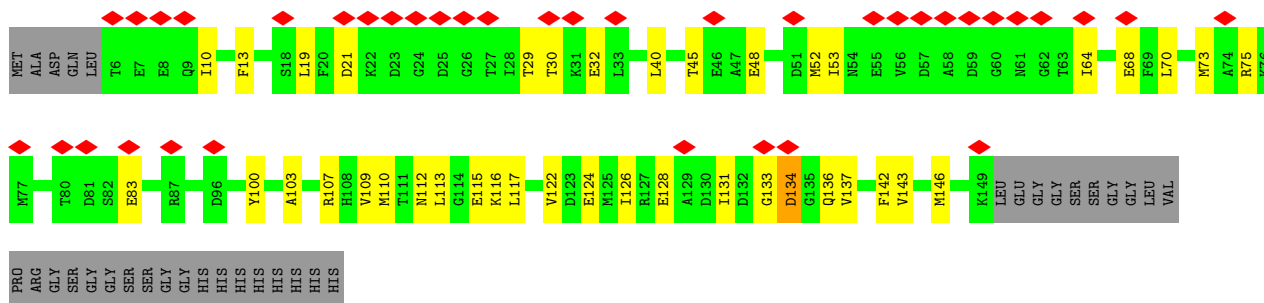 MET ALA ASP GLN LEU T6 E7 E8 Q9 I10 F13 S18 L19 F20 D21 K22 D23 G24 D25 G26 T27 I28 T29 T30 K31 E32 L33 L40 T45 E46 A47 E48 D51 M52 I53 N54 E55 V56 D57 A58 D59 G60 N61 G62 T63 I64 E68 F69 L70 M73 A74 R75 K76
M77 T80 D81 S82 E83 R87 D96 Y100 A103 R107 H108 V109 M110 T111 N112 L113 G114 E115 K116 L117 V122 D123 E124 M125 I126 R127 E128 A129 D130 I131 D132 G133 D134 G135 Q136 V137 F142 V143 M146 K149 LEU GLU GLY GLY SER SER GLY GLY LEU VAL
PRO ARG GLY SER GLY GLY SER SER GLY GLY HIS HIS HIS HIS HIS HIS HIS HIS